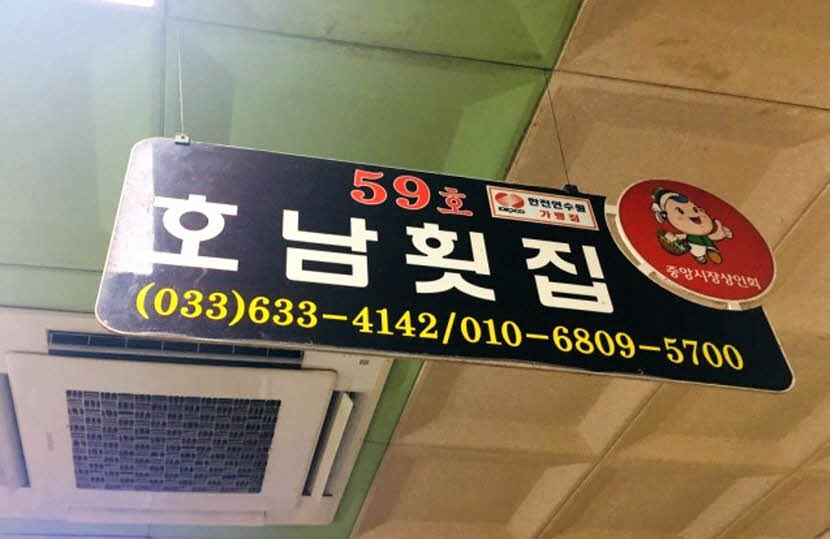 59호
KEPCO 한전연수원
가맹점
호남횟집
(033)633-4142/010-6809-5700
중앙시장상인회